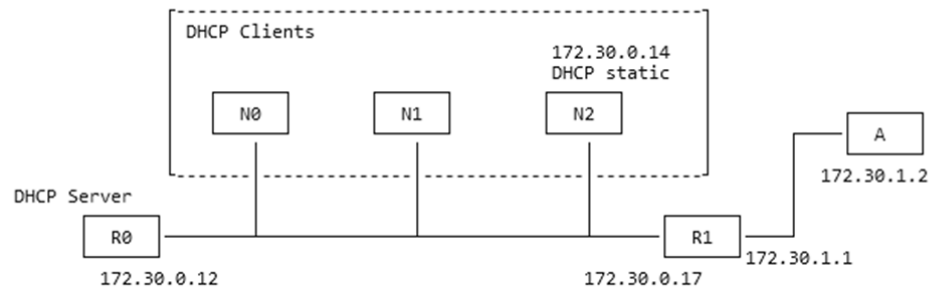 DHCP Clients
172.30.0.14
DHCP static
N0
N1
N2
A
172.30.1.2
DHCP Server
R0
R1
172.30.1.1
172.30.0.12
172.30.0.17